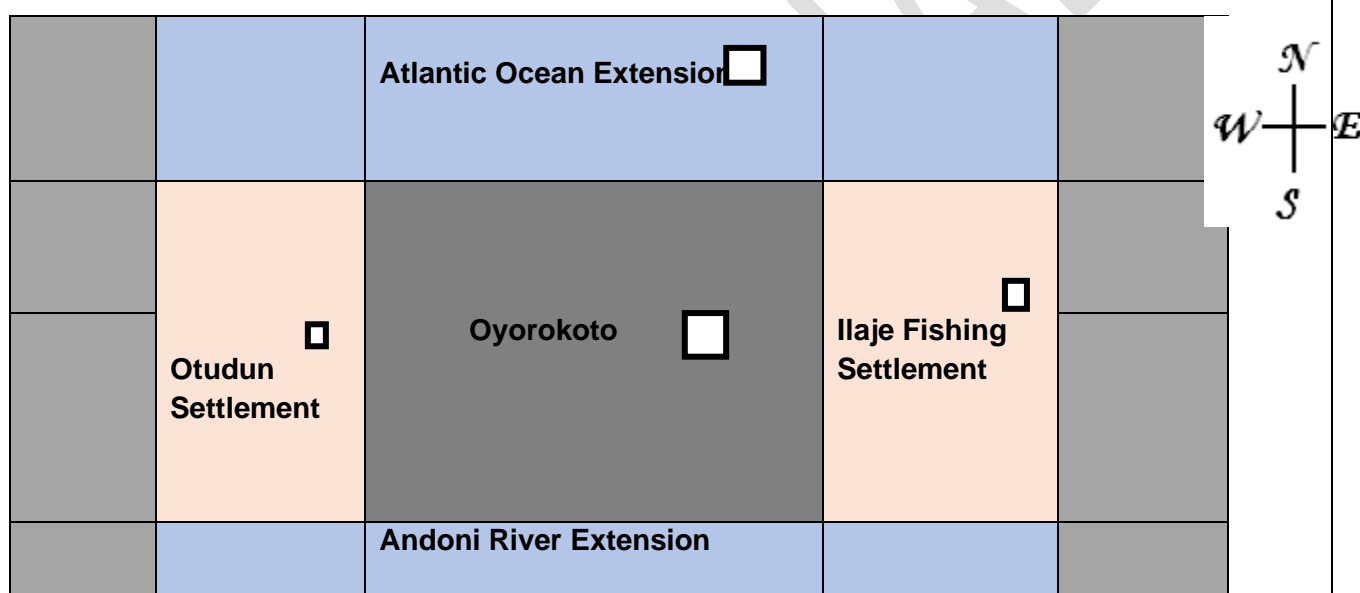 Atlantic Ocean Extension
N
W E
S
Oyorokoto
Ilaje Fishing
Settlement
Otudun
Settlement
Andoni River Extension